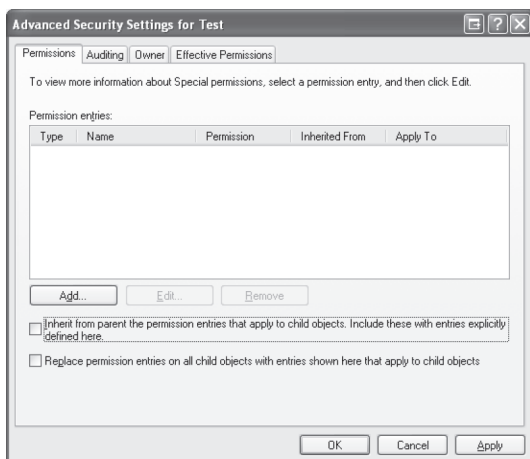 Advanced Security Settings for Test
Permissions Auditing Owner Effective Permissions
To view more information about Special permissions, select a permission entry, and then click Edit.
Permission entries:
Type Name Permission Inherited From Apply To
Add... Edit... Remove
Inherit from parent the permission entries that apply to child objects. Include these with entries explicitly
defined here.
Replace permission entries on all child objects with entries shown here that apply to child objects
OK Cancel Apply